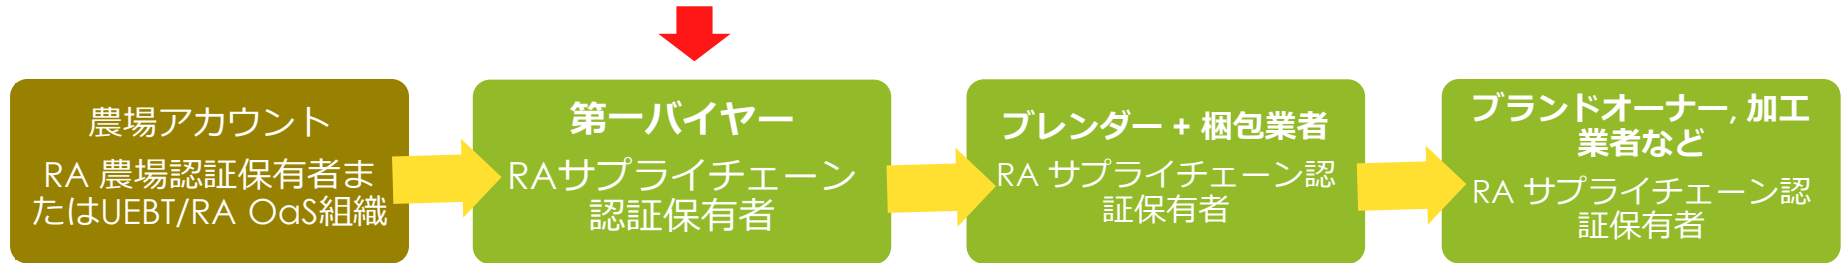 農場アカウント
RA 農場認証保有者ま
たはUEBT/RA OaS組織
第一バイヤー
RAサプライチェーン
認証保有者
ブレンダー + 梱包業者
RA サプライチェーン認
証保有者
ブランドオーナー, 加工
業者など
RA サプライチェーン認
証保有者